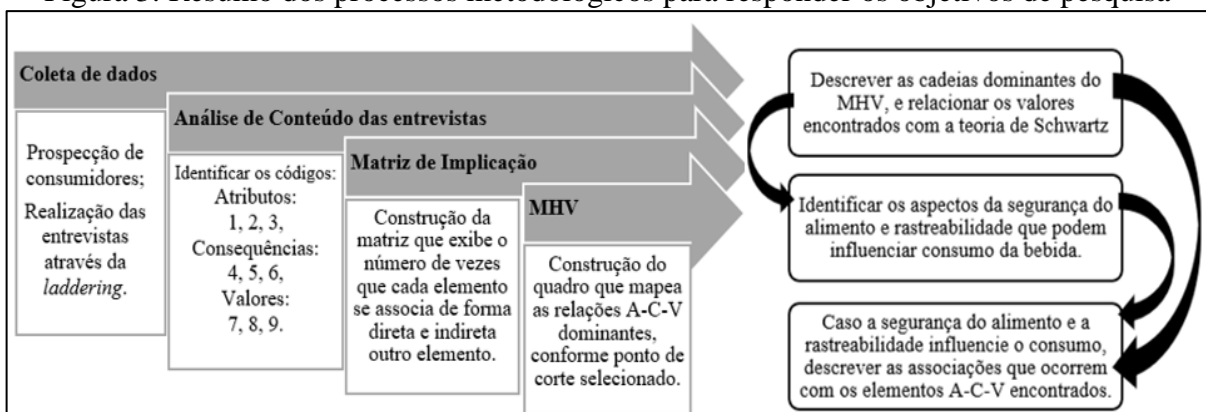 Figura 3: Resumo dos processos metodológicos para responder os objetivos de pesquisa
Coleta de dados
Prospecção de
consumidores;
Realização das
entrevistas
através da
laddering.
Análise de Conteúdo das entrevistas
Identificar os códigos:
Atributos:
1, 2, 3,
Consequências:
4, 5, 6,
Valores:
7, 8, 9.
Matriz de Implicação
Construção da
matriz que exibe o
número de vezes
que cada elemento
se associa de forma
direta e indireta
outro elemento.
MHV
Construção do
quadro que mapea
as relações A-C-V
dominantes,
conforme ponto de
corte selecionado.
Descrever as cadeias dominantes do
MHV, e relacionar os valores
encontrados com a teoria de Schwartz
Identificar os aspectos da segurança do
alimento e rastreabilidade que podem
influenciar consumo da bebida.
Caso a segurança do alimento e a
rastreabilidade influencie o consumo,
descrever as associações que ocorrem
com os elementos A-C-V encontrados.